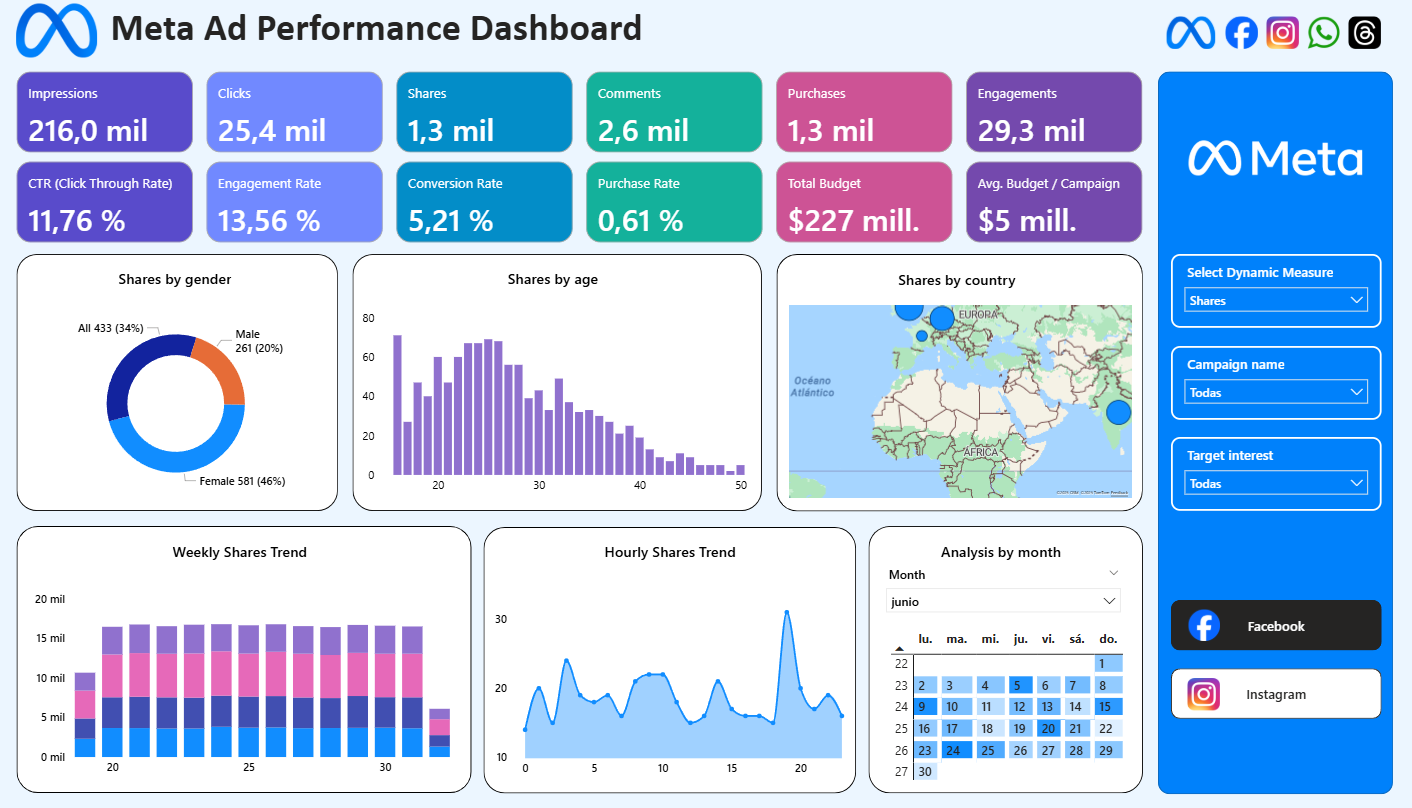 Meta Ad Performance Dashboard
Impressions
216,0 mil
Clicks
25,4 mil
Shares
1,3 mil
Comments
2,6 mil
Purchases
1,3 mil
Engagements
29,3 mil
CTR (Click Through Rate)
11,76 %
Engagement Rate
13,56 %
Conversion Rate
5,21 %
Purchase Rate
0,61 %
Total Budget
$227 mill.
Avg. Budget / Campaign
$5 mill.
Meta
Select Dynamic Measure
Shares
Campaign name
Todas
Target interest
Todas
Facebook
Instagram
Shares by gender
All 433 (34%)
Male
261 (20%)
Female 581 (46%)
Shares by age
80
60
40
20
0
20 30 40 50
Shares by country
EUROPA
Océano
Atlántico
ÁFRICA
Weekly Shares Trend
20 mil
15 mil
10 mil
5 mil
0 mil
20 25 30
Hourly Shares Trend
30
20
10
0 5 10 15 20
Analysis by month
Month
junio
lu. ma. mi. ju. vi. sá. do.
22 1
23 2 3 4 5 6 7 8
24 9 10 11 12 13 14 15
25 16 17 18 19 20 21 22
26 23 24 25 26 27 28 29
27 30